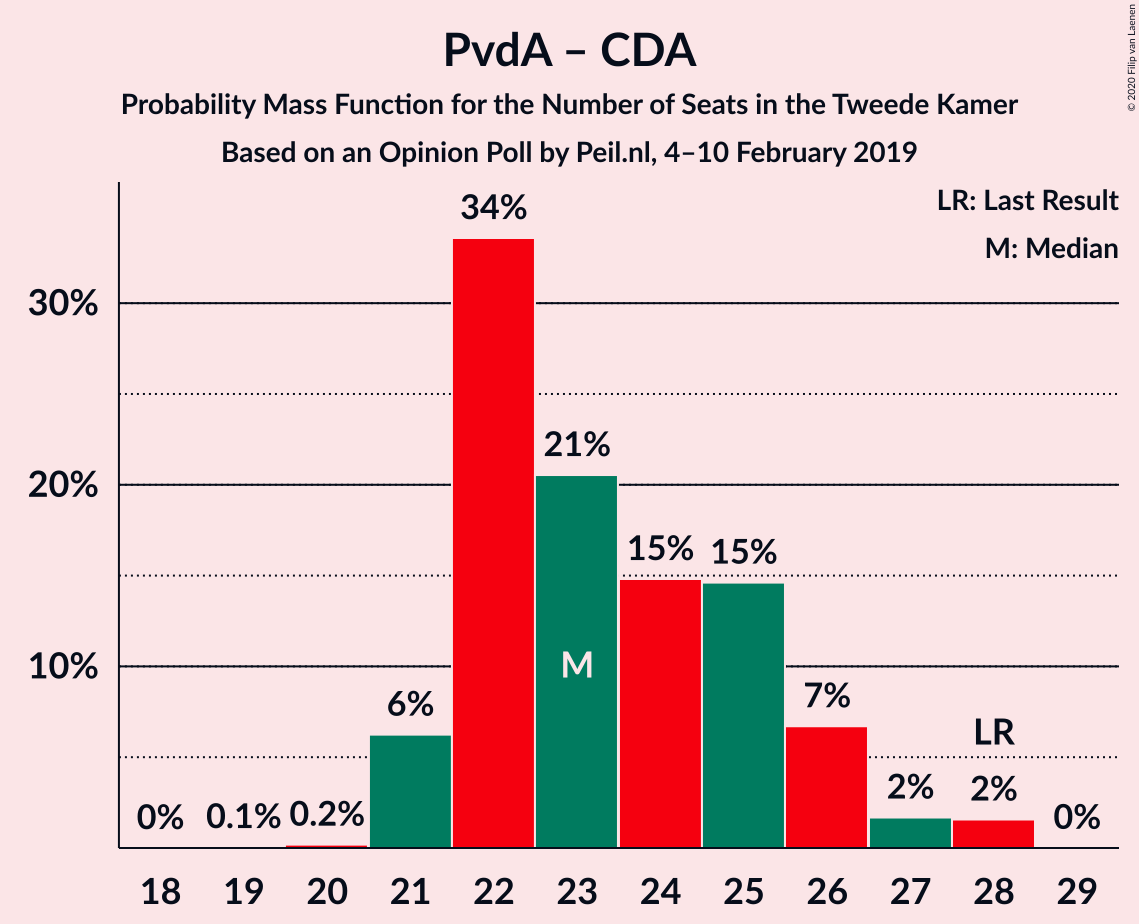 PvdA – CDA
Probability Mass Function for the Number of Seats in the Tweede Kamer
Based on an Opinion Poll by Peil.nl, 4–10 February 2019
© 2020 Filip van Laenen
LR: Last Result
M: Median
34%
30%
21%
20%
15% 15%
M
10%
7%
6%
LR
2% 2%
0% 0.1% 0.2% 0%
18 19 20 21 22 23 24 25 26 27 28 29